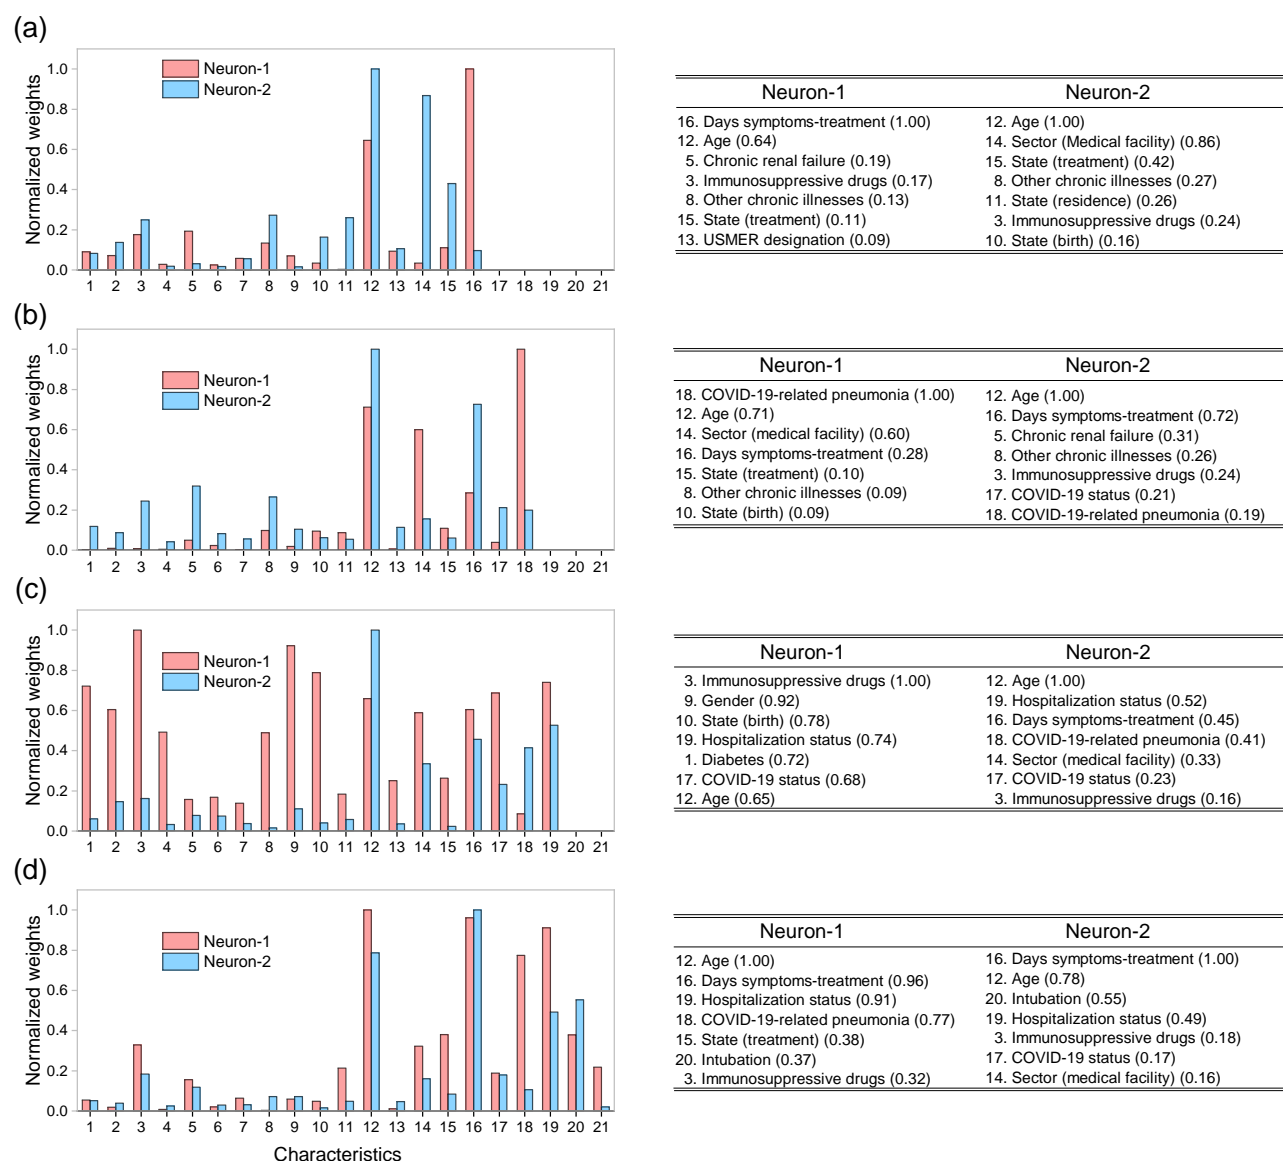 (a)
Normalized weights
1.0
0.8
0.6
0.4
0.2
0.0
Neuron-1
Neuron-2
1 2 3 4 5 6 7 8 9 10 11 12 13 14 15 16 17 18 19 20 21
Neuron-1 Neuron-2
16. Days symptoms-treatment (1.00) 12. Age (1.00)
12. Age (0.64) 14. Sector (Medical facility) (0.86)
5. Chronic renal failure (0.19) 15. State (treatment) (0.42)
3. Immunosuppressive drugs (0.17) 8. Other chronic illnesses (0.27)
8. Other chronic illnesses (0.13) 11. State (residence) (0.26)
15. State (treatment) (0.11) 3. Immunosuppressive drugs (0.24)
13. USMER designation (0.09) 10. State (birth) (0.16)
(b)
Normalized weights
1.0
0.8
0.6
0.4
0.2
0.0
Neuron-1
Neuron-2
1 2 3 4 5 6 7 8 9 10 11 12 13 14 15 16 17 18 19 20 21
Neuron-1 Neuron-2
18. COVID-19-related pneumonia (1.00) 12. Age (1.00)
12. Age (0.71) 16. Days symptoms-treatment (0.72)
14. Sector (medical facility) (0.60) 5. Chronic renal failure (0.31)
16. Days symptoms-treatment (0.28) 8. Other chronic illnesses (0.26)
15. State (treatment) (0.10) 3. Immunosuppressive drugs (0.24)
8. Other chronic illnesses (0.09) 17. COVID-19 status (0.21)
10. State (birth) (0.09) 18. COVID-19-related pneumonia (0.19)
(c)
Normalized weights
1.0
0.8
0.6
0.4
0.2
0.0
Neuron-1
Neuron-2
1 2 3 4 5 6 7 8 9 10 11 12 13 14 15 16 17 18 19 20 21
Neuron-1 Neuron-2
3. Immunosuppressive drugs (1.00) 12. Age (1.00)
9. Gender (0.92) 19. Hospitalization status (0.52)
10. State (birth) (0.78) 16. Days symptoms-treatment (0.45)
19. Hospitalization status (0.74) 18. COVID-19-related pneumonia (0.41)
1. Diabetes (0.72) 14. Sector (medical facility) (0.33)
17. COVID-19 status (0.68) 17. COVID-19 status (0.23)
12. Age (0.65) 3. Immunosuppressive drugs (0.16)
(d)
Normalized weights
1.0
0.8
0.6
0.4
0.2
0.0
Neuron-1
Neuron-2
1 2 3 4 5 6 7 8 9 10 11 12 13 14 15 16 17 18 19 20 21
Characteristics
Neuron-1 Neuron-2
12. Age (1.00) 16. Days symptoms-treatment (1.00)
16. Days symptoms-treatment (0.96) 12. Age (0.78)
19. Hospitalization status (0.91) 20. Intubation (0.55)
18. COVID-19-related pneumonia (0.77) 19. Hospitalization status (0.49)
15. State (treatment) (0.38) 3. Immunosuppressive drugs (0.18)
20. Intubation (0.37) 17. COVID-19 status (0.17)
3. Immunosuppressive drugs (0.32) 14. Sector (medical facility) (0.16)